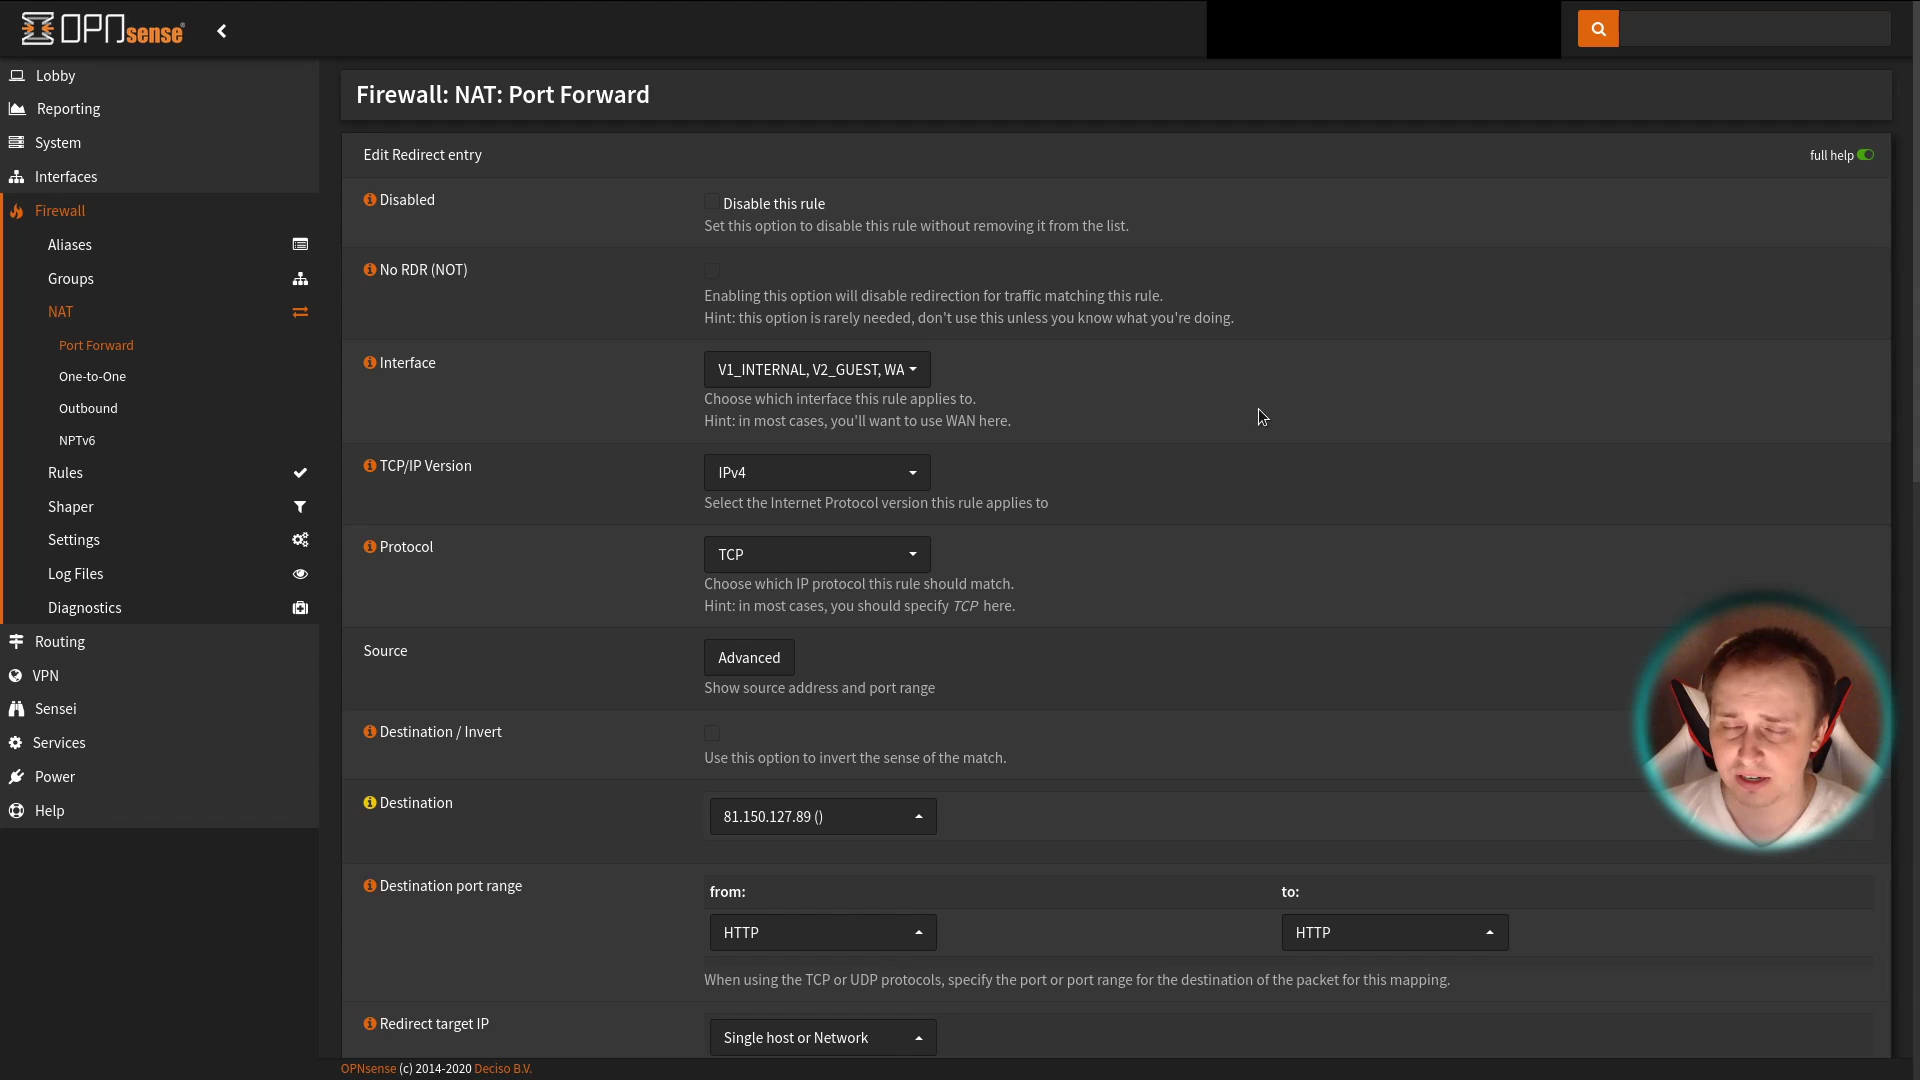 OPNsense
Lobby
Reporting
System
Interfaces
Firewall
Aliases
Groups
NAT
Port Forward
One-to-One
Outbound
NPTv6
Rules
Shaper
Settings
Log Files
Diagnostics
Routing
VPN
Sensei
Services
Power
Help
Firewall: NAT: Port Forward
Edit Redirect entry
full help
Disabled
Disable this rule
Set this option to disable this rule without removing it from the list.
No RDR (NOT)
Enabling this option will disable redirection for traffic matching this rule.
Hint: this option is rarely needed, don't use this unless you know what you're doing.
Interface
V1_INTERNAL, V2_GUEST, WA
Choose which interface this rule applies to.
Hint: in most cases, you'll want to use WAN here.
TCP/IP Version
IPv4
Select the Internet Protocol version this rule applies to
Protocol
TCP
Choose which IP protocol this rule should match.
Hint: in most cases, you should specify TCP here.
Source
Advanced
Show source address and port range
Destination / Invert
Use this option to invert the sense of the match.
Destination
81.150.127.89 ()
Destination port range
from:
to:
HTTP
HTTP
When using the TCP or UDP protocols, specify the port or port range for the destination of the packet for this mapping.
Redirect target IP
Single host or Network
OPNsense (c) 2014-2020 Deciso B.V.